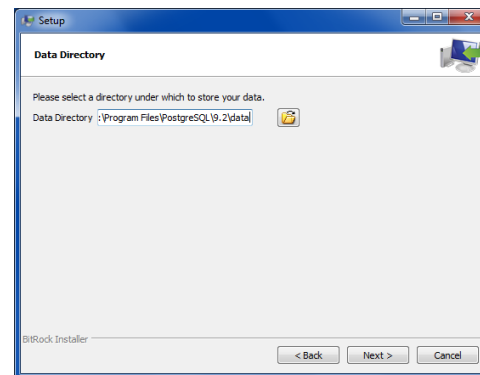 Setup
Data Directory
Please select a directory under which to store your data.
Data Directory :\Program Files\PostgreSQL\9.2\data
BitRock Installer
< Back Next > Cancel